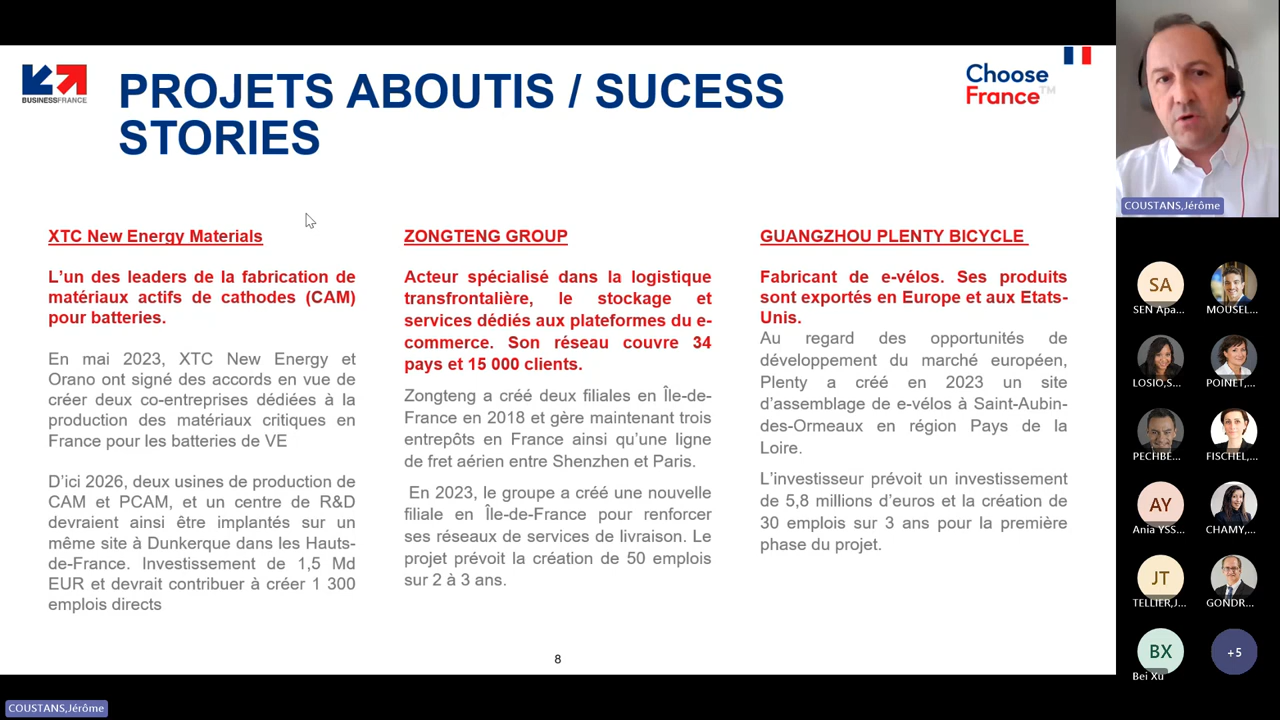 BUSINESSFRANCE
PROJETS ABOUTIS / SUCESS
STORIES
Choose
France™
XTC New Energy Materials
L'un des leaders de la fabrication de
matériaux actifs de cathodes (CAM)
pour batteries.
En mai 2023, XTC New Energy et
Orano ont signé des accords en vue de
créer deux co-entreprises dédiées à la
production des matériaux critiques en
France pour les batteries de VE
D'ici 2026, deux usines de production de
CAM et PCAM, et un centre de R&D
devraient ainsi être implantés sur un
même site à Dunkerque dans les Hauts-
de-France. Investissement de 1,5 Md
EUR et devrait contribuer à créer 1 300
emplois directs
ZONGTENG GROUP
Acteur spécialisé dans la logistique
transfrontalière, le stockage et
services dédiés aux plateformes du e-
commerce. Son réseau couvre 34
pays et 15 000 clients.
Zongteng a créé deux filiales en Île-de-
France en 2018 et gère maintenant trois
entrepôts en France ainsi qu'une ligne
de fret aérien entre Shenzhen et Paris.
En 2023, le groupe a créé une nouvelle
filiale en Île-de-France pour renforcer
ses réseaux de services de livraison. Le
projet prévoit la création de 50 emplois
sur 2 à 3 ans.
GUANGZHOU PLENTY BICYCLE
Fabricant de e-vélos. Ses produits
sont exportés en Europe et aux Etats-
Unis.
Au regard des opportunités de
développement du marché européen,
Plenty a créé en 2023 un site
d'assemblage de e-vélos à Saint-Aubin-
des-Ormeaux en région Pays de la
Loire.
L'investisseur prévoit un investissement
de 5,8 millions d'euros et la création de
30 emplois sur 3 ans pour la première
phase du projet.
8
COUSTANS,Jérôme
SA
SEN Apa...
MOUSEL...
LOSIO,S...
POINET,...
PECHBE...
FISCHEL,...
AY
Ania YSS...
CHAMY,...
JT
TELLIER,J...
GONDR...
BX
Bei Xu
+5
COUSTANS,Jérôme